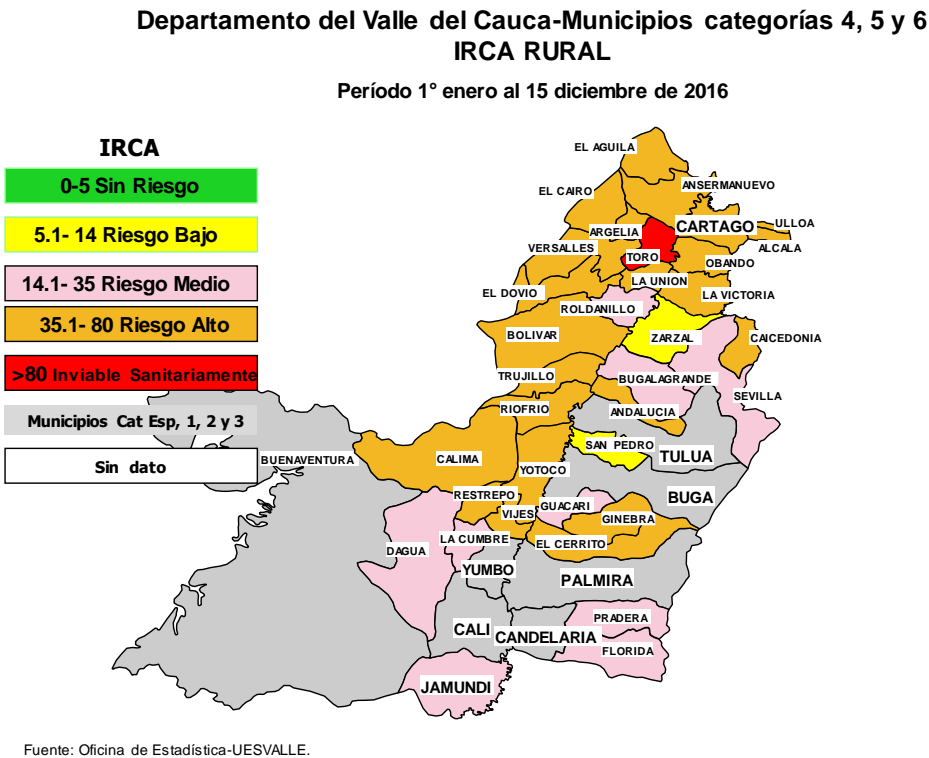 Departamento del Valle del Cauca-Municipios categorías 4, 5 y 6
IRCA RURAL
Período 1° enero al 15 diciembre de 2016
IRCA
0-5 Sin Riesgo
5.1- 14 Riesgo Bajo
14.1- 35 Riesgo Medio
35.1- 80 Riesgo Alto
>80 Inviable Sanitariamente
Municipios Cat Esp, 1, 2 y 3
Sin dato
EL AGUILA
EL CAIRO
ANSERMANUEVO
ARGELIA
CARTAGO
ULLOA
VERSALLES
ALCALA
TORO
OBANDO
LA UNION
EL DOVIO
LA VICTORIA
ROLDANILLO
BOLIVAR
ZARZAL
CAICEDONIA
TRUJILLO
BUGALAGRANDE
SEVILLA
RIOFRIO
ANDALUCIA
SAN PEDRO
TULUA
BUENAVENTURA
CALIMA
YOTOCO
RESTREPO
BUGA
GUACARI
VIJES
GINEBRA
LA CUMBRE
EL CERRITO
DAGUA
YUMBO
PALMIRA
PRADERA
CALI
CANDELARIA
FLORIDA
JAMUNDI
Fuente: Oficina de Estadística-UESVALLE.